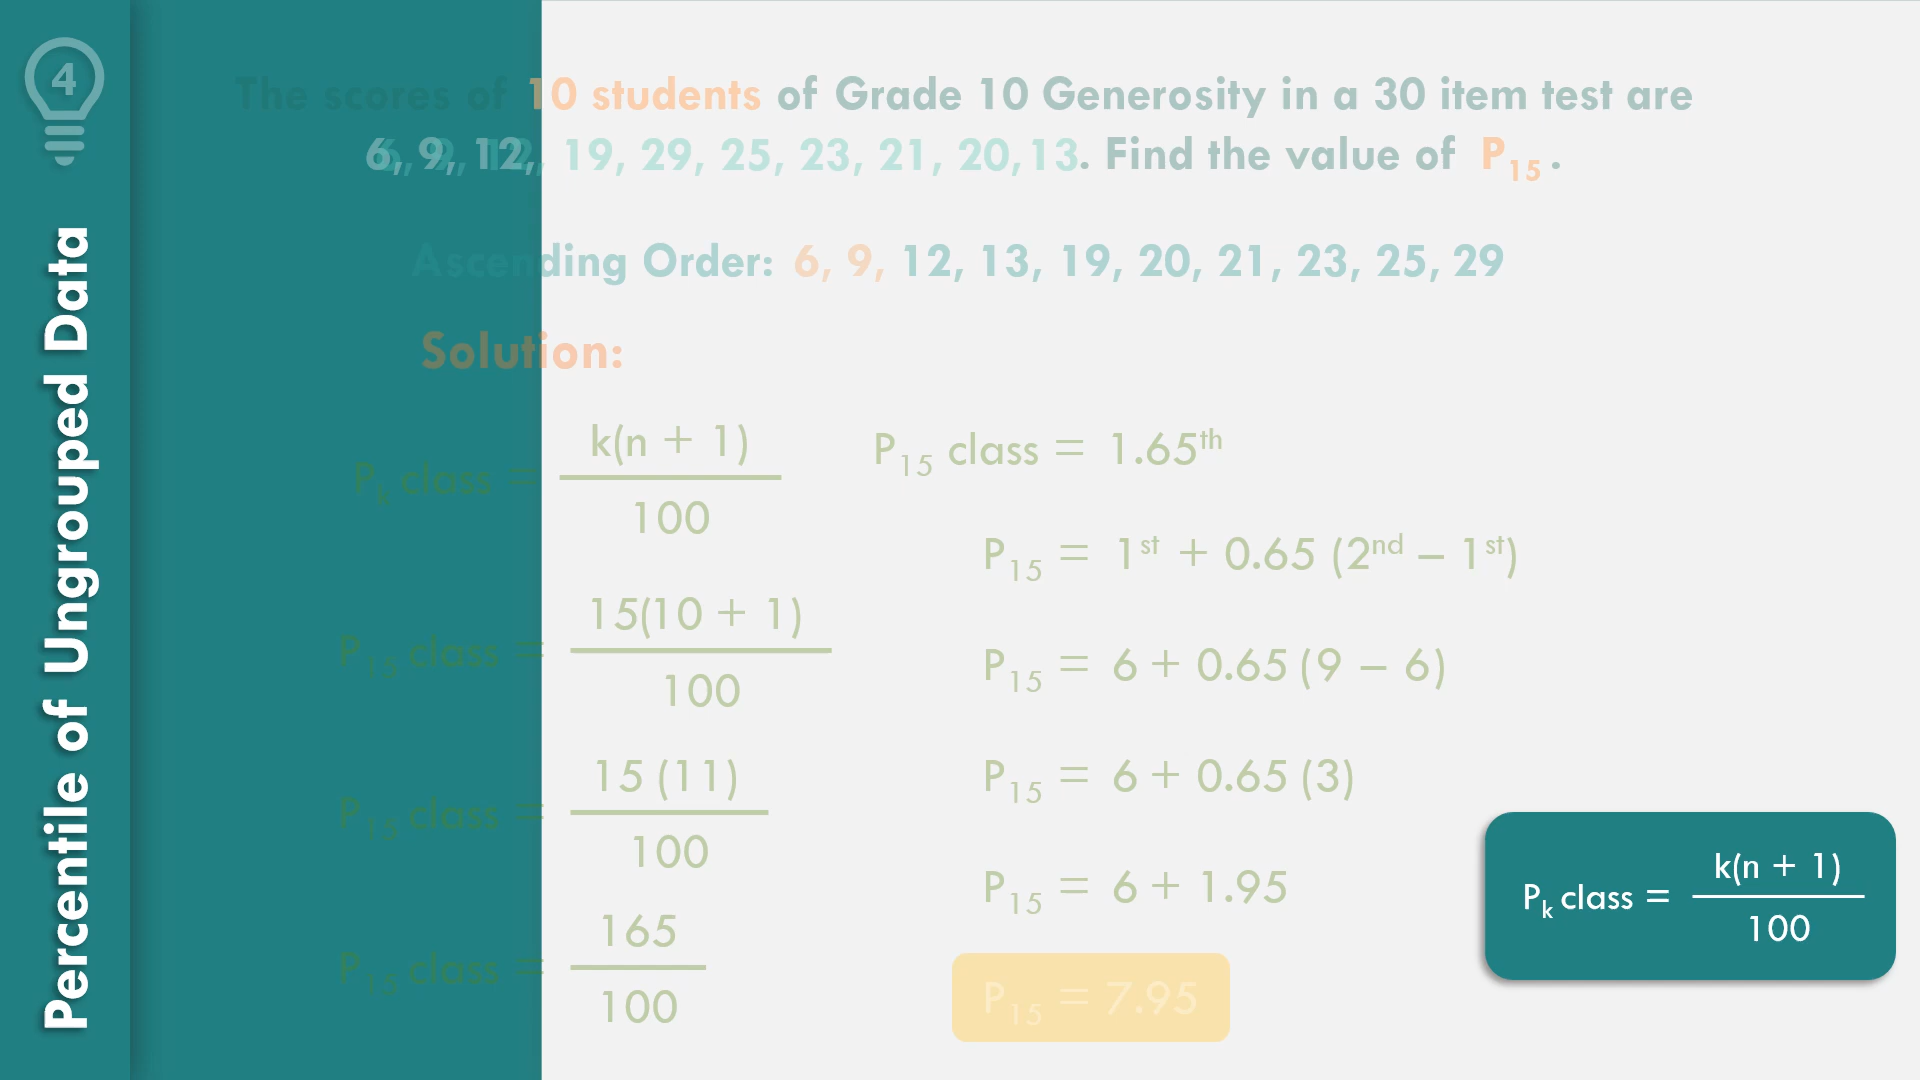 4
Percentile of Ungrouped Data
The scores of 10 students of Grade 10 Generosity in a 30 item test are
6, 9, 12, 19, 29, 25, 23, 21, 20,13. Find the value of P15.
Ascending Order: 6, 9, 12, 13, 19, 20, 21, 23, 25, 29
Solution:
Pk class = k(n + 1)
100
P15 class = 15(10 + 1)
100
P15 class = 15 (11)
100
P15 class = 165
100
P15 class = 1.65th
P15 = 1st + 0.65 (2nd – 1st)
P15 = 6 + 0.65 (9 – 6)
P15 = 6 + 0.65 (3)
P15 = 6 + 1.95
P15 = 7.95
Pk class = k(n + 1)
100